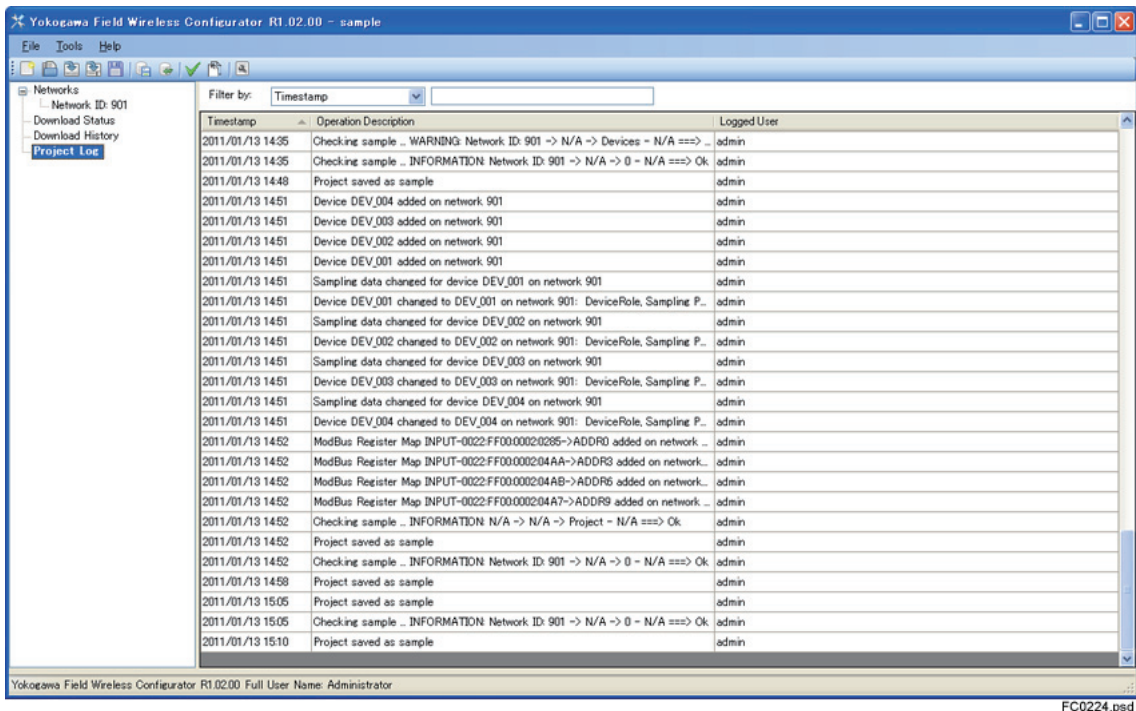 Yokogawa Field Wireless Configurator R1.02.00 - sample
File Tools Help
Networks
Network ID: 901
Download Status
Download History
Project Log
Filter by: Timestamp
Timestamp Operation Description Logged User
2011/01/13 14:35 Checking sample ... WARNING: Network ID: 901 -> N/A -> Devices - N/A ===> ... admin
2011/01/13 14:35 Checking sample ... INFORMATION: Network ID: 901 -> N/A -> 0 - N/A ===> Ok admin
2011/01/13 14:48 Project saved as sample admin
2011/01/13 14:51 Device DEV_004 added on network 901 admin
2011/01/13 14:51 Device DEV_003 added on network 901 admin
2011/01/13 14:51 Device DEV_002 added on network 901 admin
2011/01/13 14:51 Device DEV_001 added on network 901 admin
2011/01/13 14:51 Sampling data changed for device DEV_001 on network 901 admin
2011/01/13 14:51 Device DEV_001 changed to DEV_001 on network 901: DeviceRole, Sampling P... admin
2011/01/13 14:51 Sampling data changed for device DEV_002 on network 901 admin
2011/01/13 14:51 Device DEV_002 changed to DEV_002 on network 901: DeviceRole, Sampling P... admin
2011/01/13 14:51 Sampling data changed for device DEV_003 on network 901 admin
2011/01/13 14:51 Device DEV_003 changed to DEV_003 on network 901: DeviceRole, Sampling P... admin
2011/01/13 14:51 Sampling data changed for device DEV_004 on network 901 admin
2011/01/13 14:51 Device DEV_004 changed to DEV_004 on network 901: DeviceRole, Sampling P... admin
2011/01/13 14:52 ModBus Register Map INPUT-0022:FF00:0002:0285->ADDR0 added on network ... admin
2011/01/13 14:52 ModBus Register Map INPUT-0022:FF00:0002:04AA->ADDR3 added on network... admin
2011/01/13 14:52 ModBus Register Map INPUT-0022:FF00:0002:04AB->ADDR6 added on network... admin
2011/01/13 14:52 ModBus Register Map INPUT-0022:FF00:0002:04A7->ADDR9 added on network ... admin
2011/01/13 14:52 Checking sample ... INFORMATION: N/A -> N/A -> Project - N/A ===> Ok admin
2011/01/13 14:52 Project saved as sample admin
2011/01/13 14:52 Checking sample ... INFORMATION: Network ID: 901 -> N/A -> 0 - N/A ===> Ok admin
2011/01/13 14:58 Project saved as sample admin
2011/01/13 15:05 Project saved as sample admin
2011/01/13 15:05 Checking sample ... INFORMATION: Network ID: 901 -> N/A -> 0 - N/A ===> Ok admin
2011/01/13 15:10 Project saved as sample admin
Yokogawa Field Wireless Configurator R1.02.00 Full User Name: Administrator
FC0224.psd